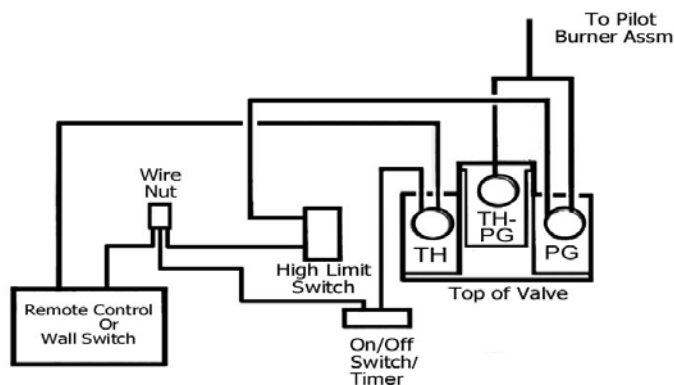 To Pilot
Burner Assm
Wire
Nut
TH-
PG
TH
PG
High Limit
Switch
Top of Valve
Remote Control
Or
Wall Switch
On/Off
Switch/
Timer